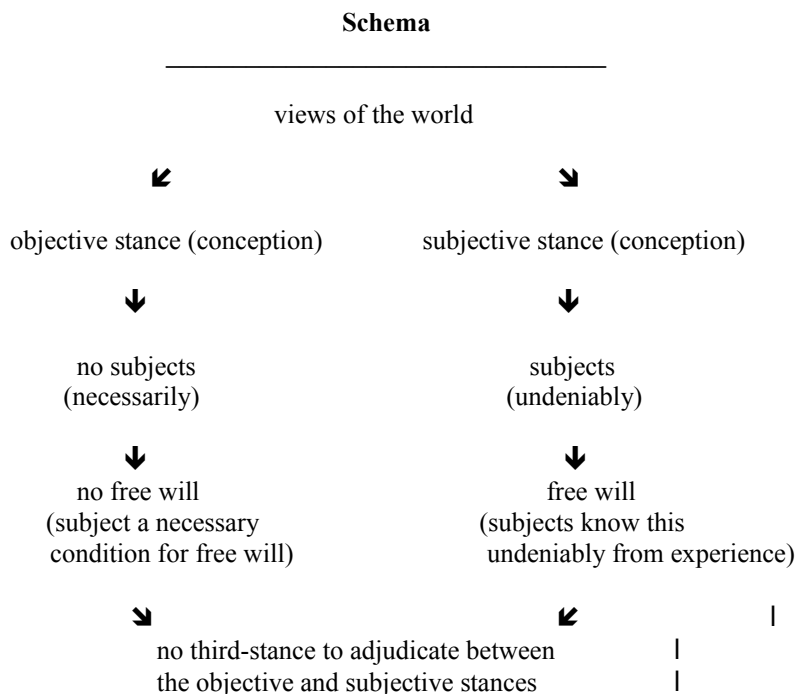 Schema
views of the world
objective stance (conception) subjective stance (conception)
no subjects subjects
(necessarily) (undeniably)
no free will free will
(subject a necessary (subjects know this
condition for free will) undeniably from experience)
no third-stance to adjudicate between
the objective and subjective stances